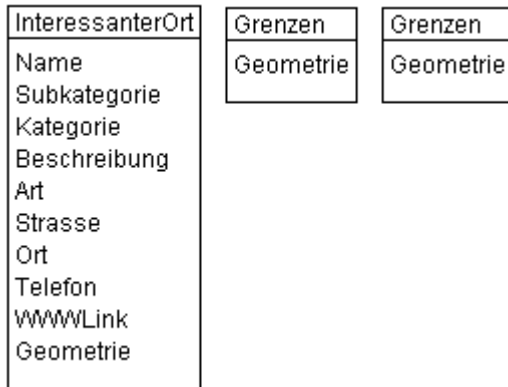 InteressanterOrt
Name
Subkategorie
Kategorie
Beschreibung
Art
Strasse
Ort
Telefon
WWWLink
Geometrie
Grenzen
Geometrie
Grenzen
Geometrie